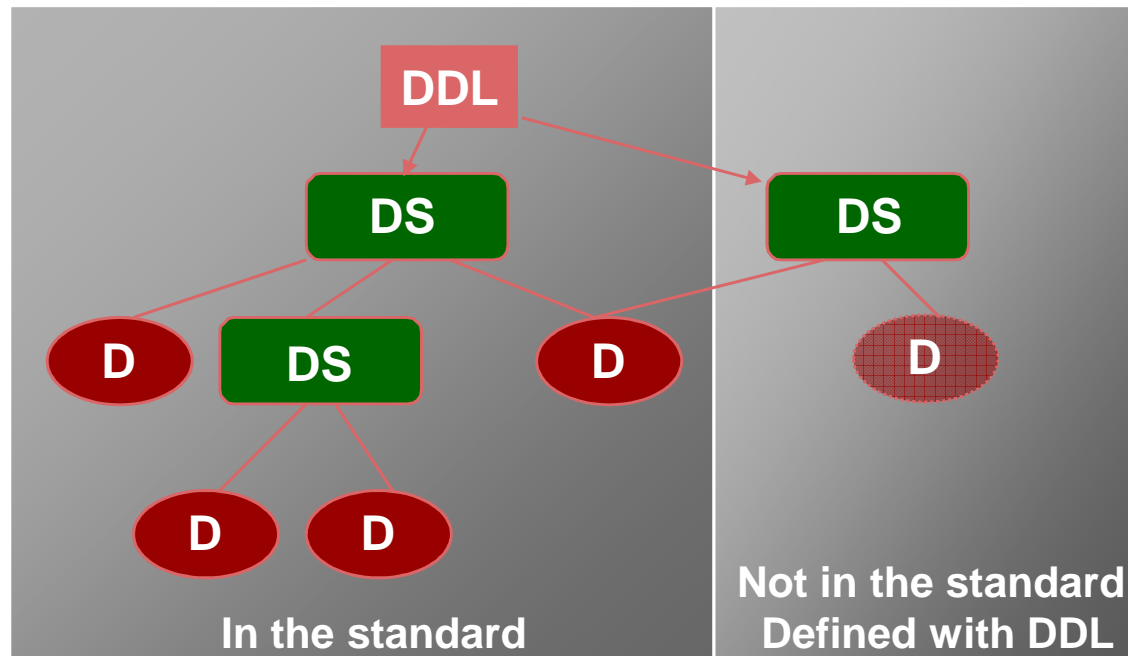 DDL
DS
DS
D
DS
D
D
D
D
In the standard
Not in the standard
Defined with DDL